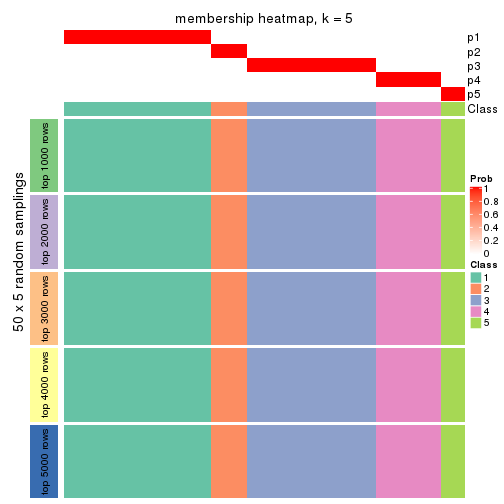 membership heatmap, k = 5
p1
p2
p3
p4
p5
Class
50 x 5 random samplings
top 1000 rows
top 2000 rows
top 3000 rows
top 4000 rows
top 5000 rows
Prob
1
0.8
0.6
0.4
0.2
0
Class
1
2
3
4
5